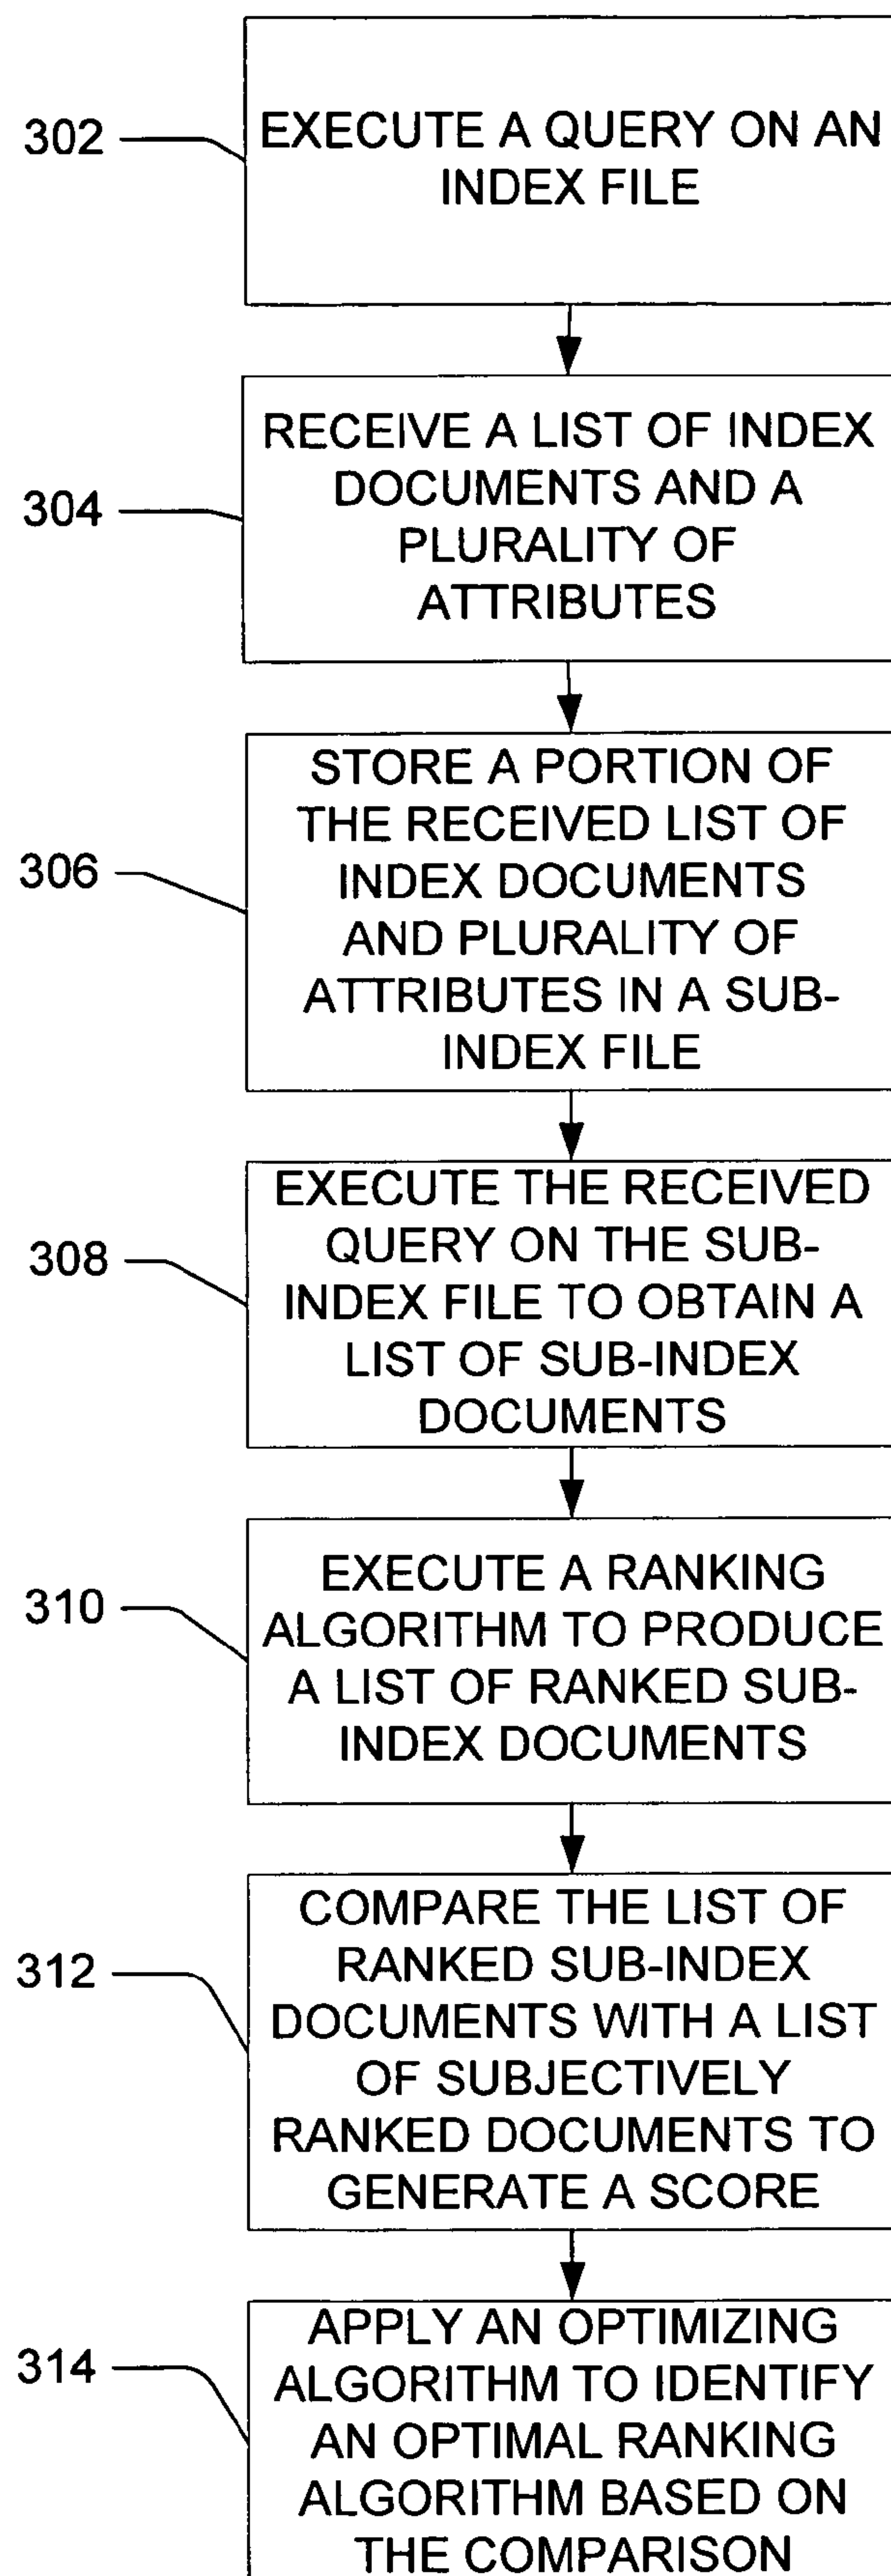 302
EXECUTE A QUERY ON AN
INDEX FILE
304
RECEIVE A LIST OF INDEX
DOCUMENTS AND A
PLURALITY OF
ATTRIBUTES
306
STORE A PORTION OF
THE RECEIVED LIST OF
INDEX DOCUMENTS
AND PLURALITY OF
ATTRIBUTES IN A SUB-
INDEX FILE
308
EXECUTE THE RECEIVED
QUERY ON THE SUB-
INDEX FILE TO OBTAIN A
LIST OF SUB-INDEX
DOCUMENTS
310
EXECUTE A RANKING
ALGORITHM TO PRODUCE
A LIST OF RANKED SUB-
INDEX DOCUMENTS
312
COMPARE THE LIST OF
RANKED SUB-INDEX
DOCUMENTS WITH A LIST
OF SUBJECTIVELY
RANKED DOCUMENTS TO
GENERATE A SCORE
314
APPLY AN OPTIMIZING
ALGORITHM TO IDENTIFY
AN OPTIMAL RANKING
ALGORITHM BASED ON
THE COMPARISON